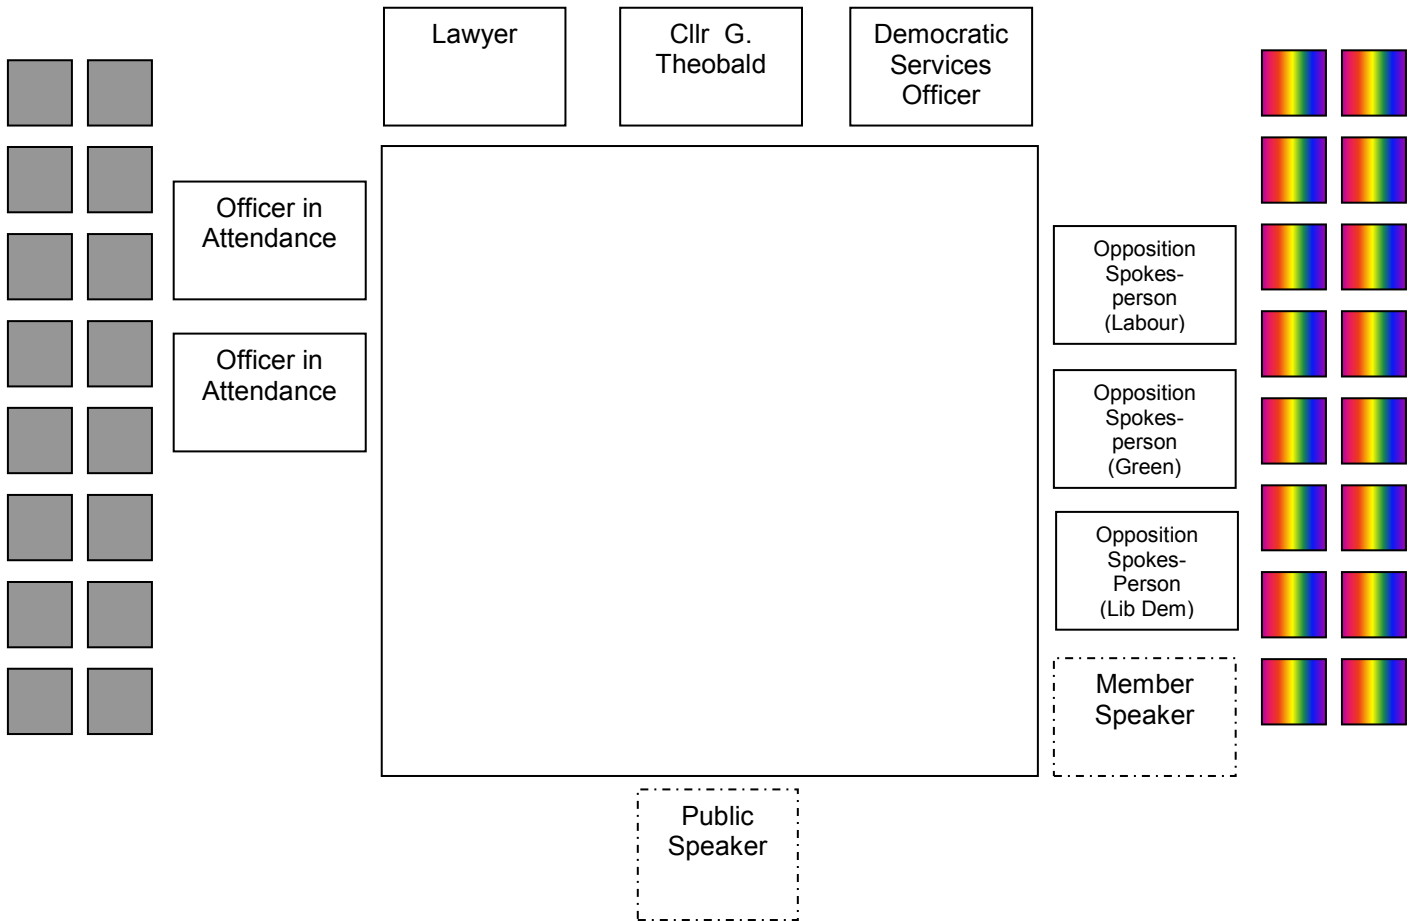 Lawyer
Cllr G.
Theobald
Democratic
Services
Officer
Officer in
Attendance
Officer in
Attendance
Opposition
Spokes-
person
(Labour)
Opposition
Spokes-
person
(Green)
Opposition
Spokes-
Person
(Lib Dem)
Member
Speaker
Public
Speaker